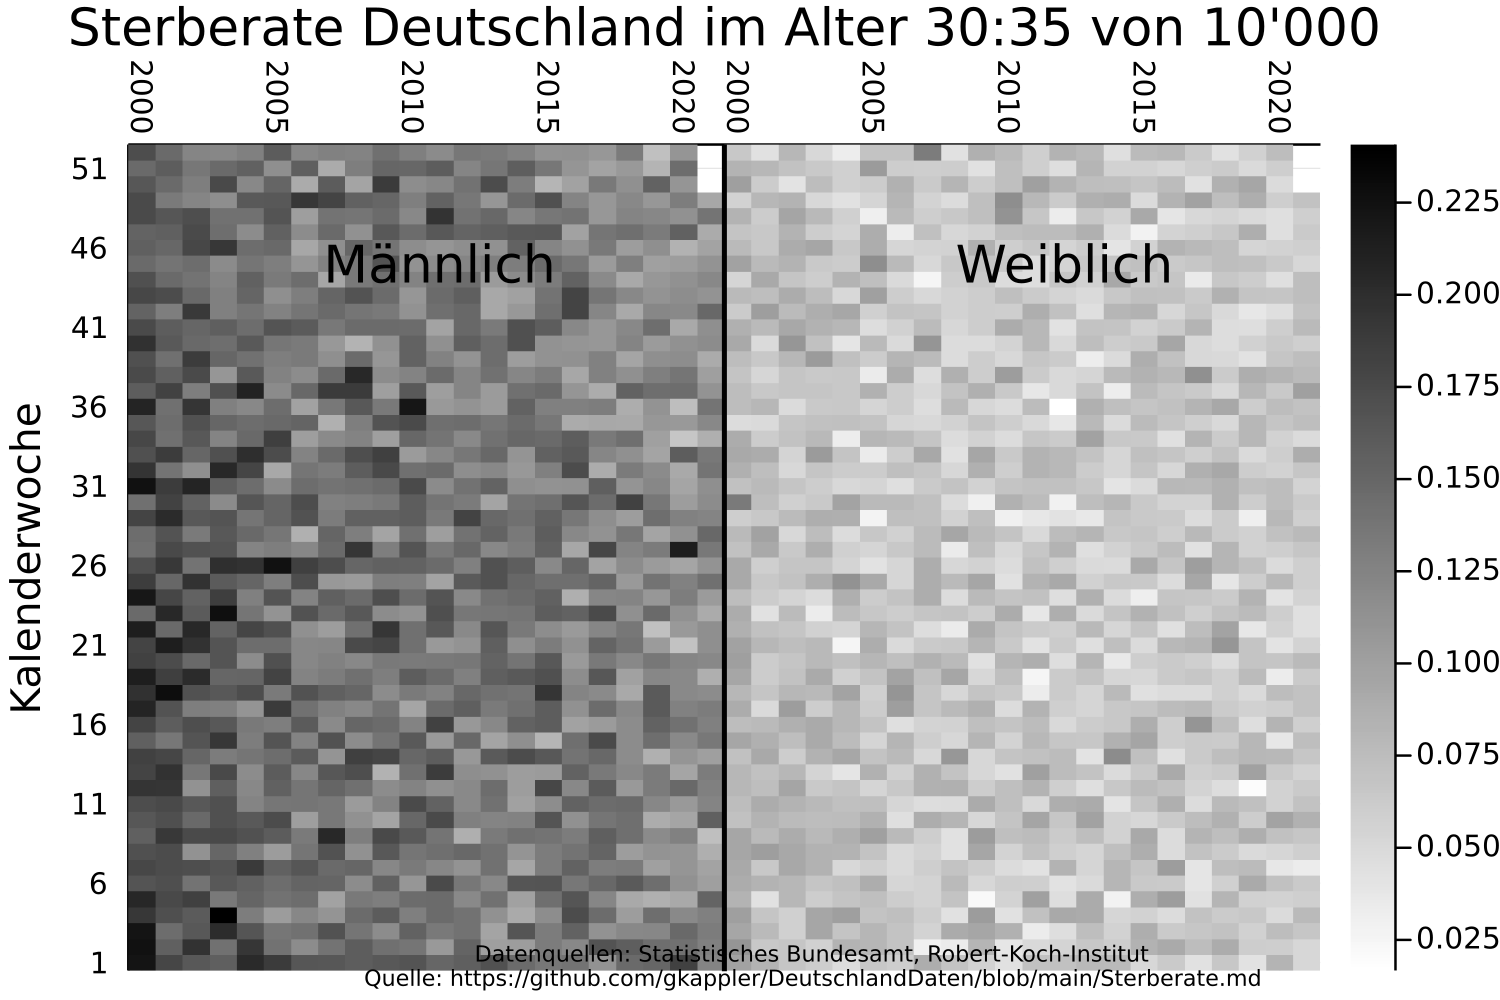 Sterberate Deutschland im Alter 30:35 von 10'000
2000 2005 2010 2015 2020 2000 2005 2010 2015 2020
51
46
41
36
31
26
21
16
11
6
1
Kalenderwoche
Männlich
Weiblich
0.225
0.200
0.175
0.150
0.125
0.100
0.075
0.050
0.025
Datenquellen: Statistisches Bundesamt, Robert-Koch-Institut
Quelle: https://github.com/gkappler/DeutschlandDaten/blob/main/Sterberate.md